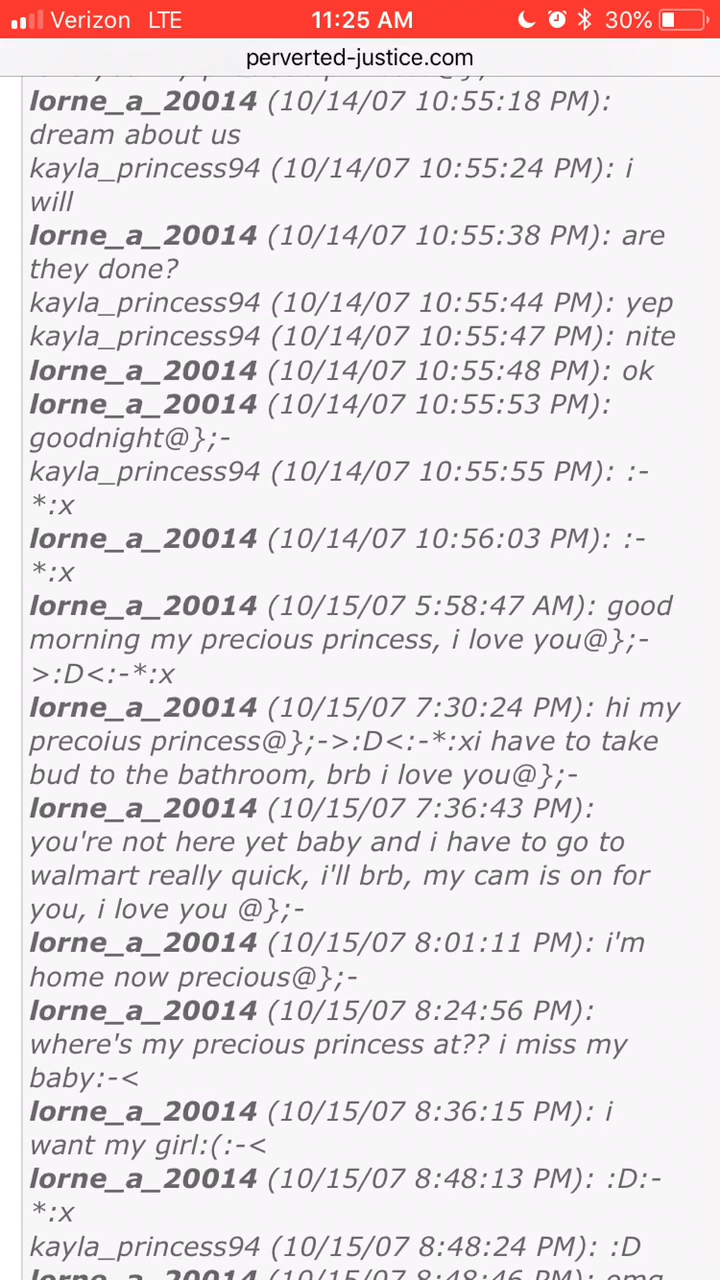 Verizon LTE 11:25 AM 30%
perverted-justice.com
lorne_a_20014 (10/14/07 10:55:18 PM):
dream about us
kayla_princess94 (10/14/07 10:55:24 PM): i
will
lorne_a_20014 (10/14/07 10:55:38 PM): are
they done?
kayla_princess94 (10/14/07 10:55:44 PM): yep
kayla_princess94 (10/14/07 10:55:47 PM): nite
lorne_a_20014 (10/14/07 10:55:48 PM): ok
lorne_a_20014 (10/14/07 10:55:53 PM):
goodnight@};-
kayla_princess94 (10/14/07 10:55:55 PM): :-
*:x
lorne_a_20014 (10/14/07 10:56:03 PM): :-
*:x
lorne_a_20014 (10/15/07 5:58:47 AM): good
morning my precious princess, i love you@};-
>:D<:-*:x
lorne_a_20014 (10/15/07 7:30:24 PM): hi my
precoius princess@};->:D<:-*:xi have to take
bud to the bathroom, brb i love you@};-
lorne_a_20014 (10/15/07 7:36:43 PM):
you're not here yet baby and i have to go to
walmart really quick, i'll brb, my cam is on for
you, i love you @};-
lorne_a_20014 (10/15/07 8:01:11 PM): i'm
home now precious@};-
lorne_a_20014 (10/15/07 8:24:56 PM):
where's my precious princess at?? i miss my
baby:-<
lorne_a_20014 (10/15/07 8:36:15 PM): i
want my girl:(:-<
lorne_a_20014 (10/15/07 8:48:13 PM): :D:-
*:x
kayla_princess94 (10/15/07 8:48:24 PM): :D
lorne_a_20014 (10/15/07 8:48:46 PM): omg